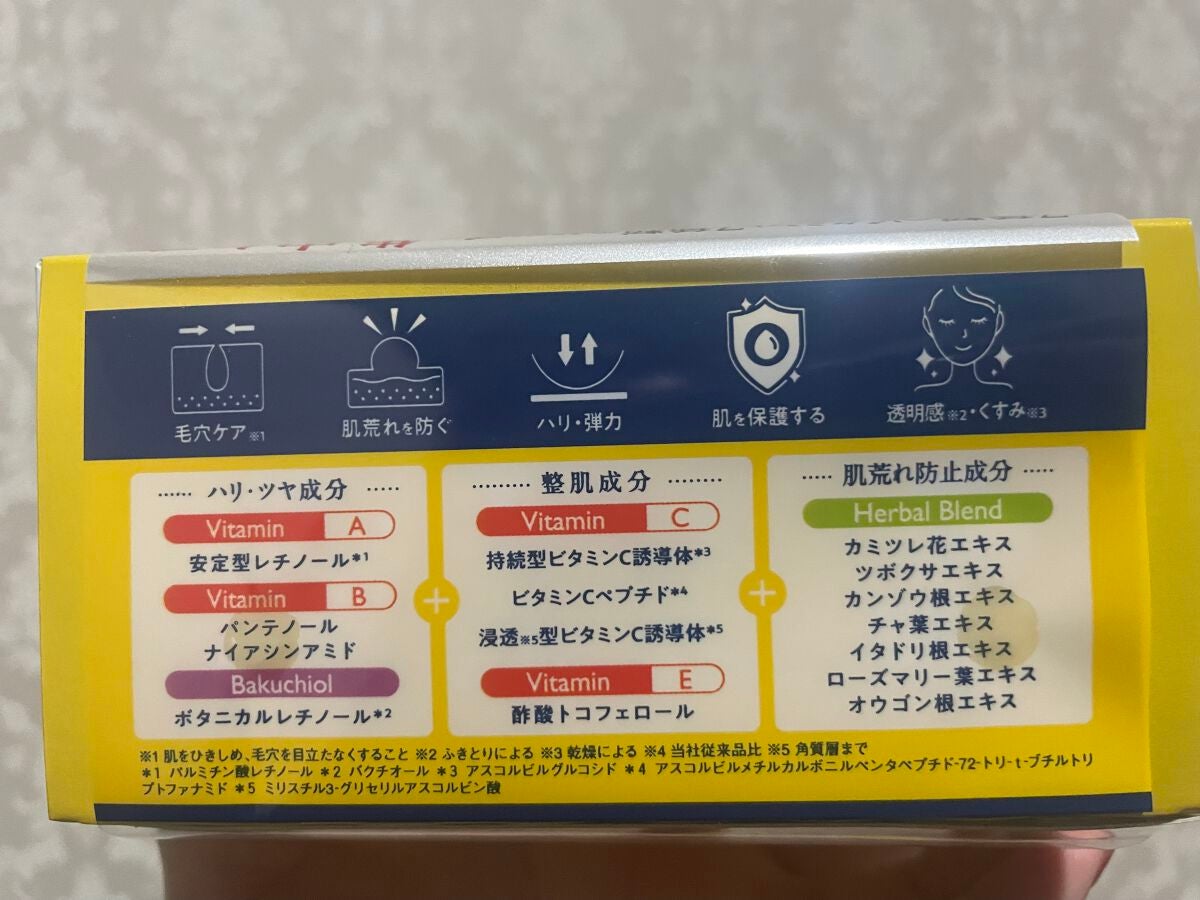 毛穴ケア※1
肌荒れを防ぐ
ハリ・弾力
肌を保護する
透明感※2・くすみ※3
ハリ・ツヤ成分
Vitamin A
安定型レチノール*1
Vitamin B
パンテノール
ナイアシンアミド
Bakuchiol
ボタニカルレチノール*2
+
整肌成分
Vitamin C
持続型ビタミンC誘導体*3
ビタミンCペプチド*4
浸透※5型ビタミンC誘導体*5
Vitamin E
酢酸トコフェロール
+
肌荒れ防止成分
Herbal Blend
カミツレ花エキス
ツボクサエキス
カンゾウ根エキス
チャ葉エキス
イタドリ根エキス
ローズマリー葉エキス
オウゴン根エキス
※1 肌をひきしめ、毛穴を目立たなくすること ※2 ふきとりによる ※3 乾燥による ※4 当社従来品比 ※5 角質層まで
*1 パルミチン酸レチノール *2 バクチオール *3 アスコルビルグルコシド *4 アスコルビルメチルカルボニルペンタペプチド-72-トリ-t-ブチルトリ
プトファナミド *5 ミリスチル3-グリセリルアスコルビン酸